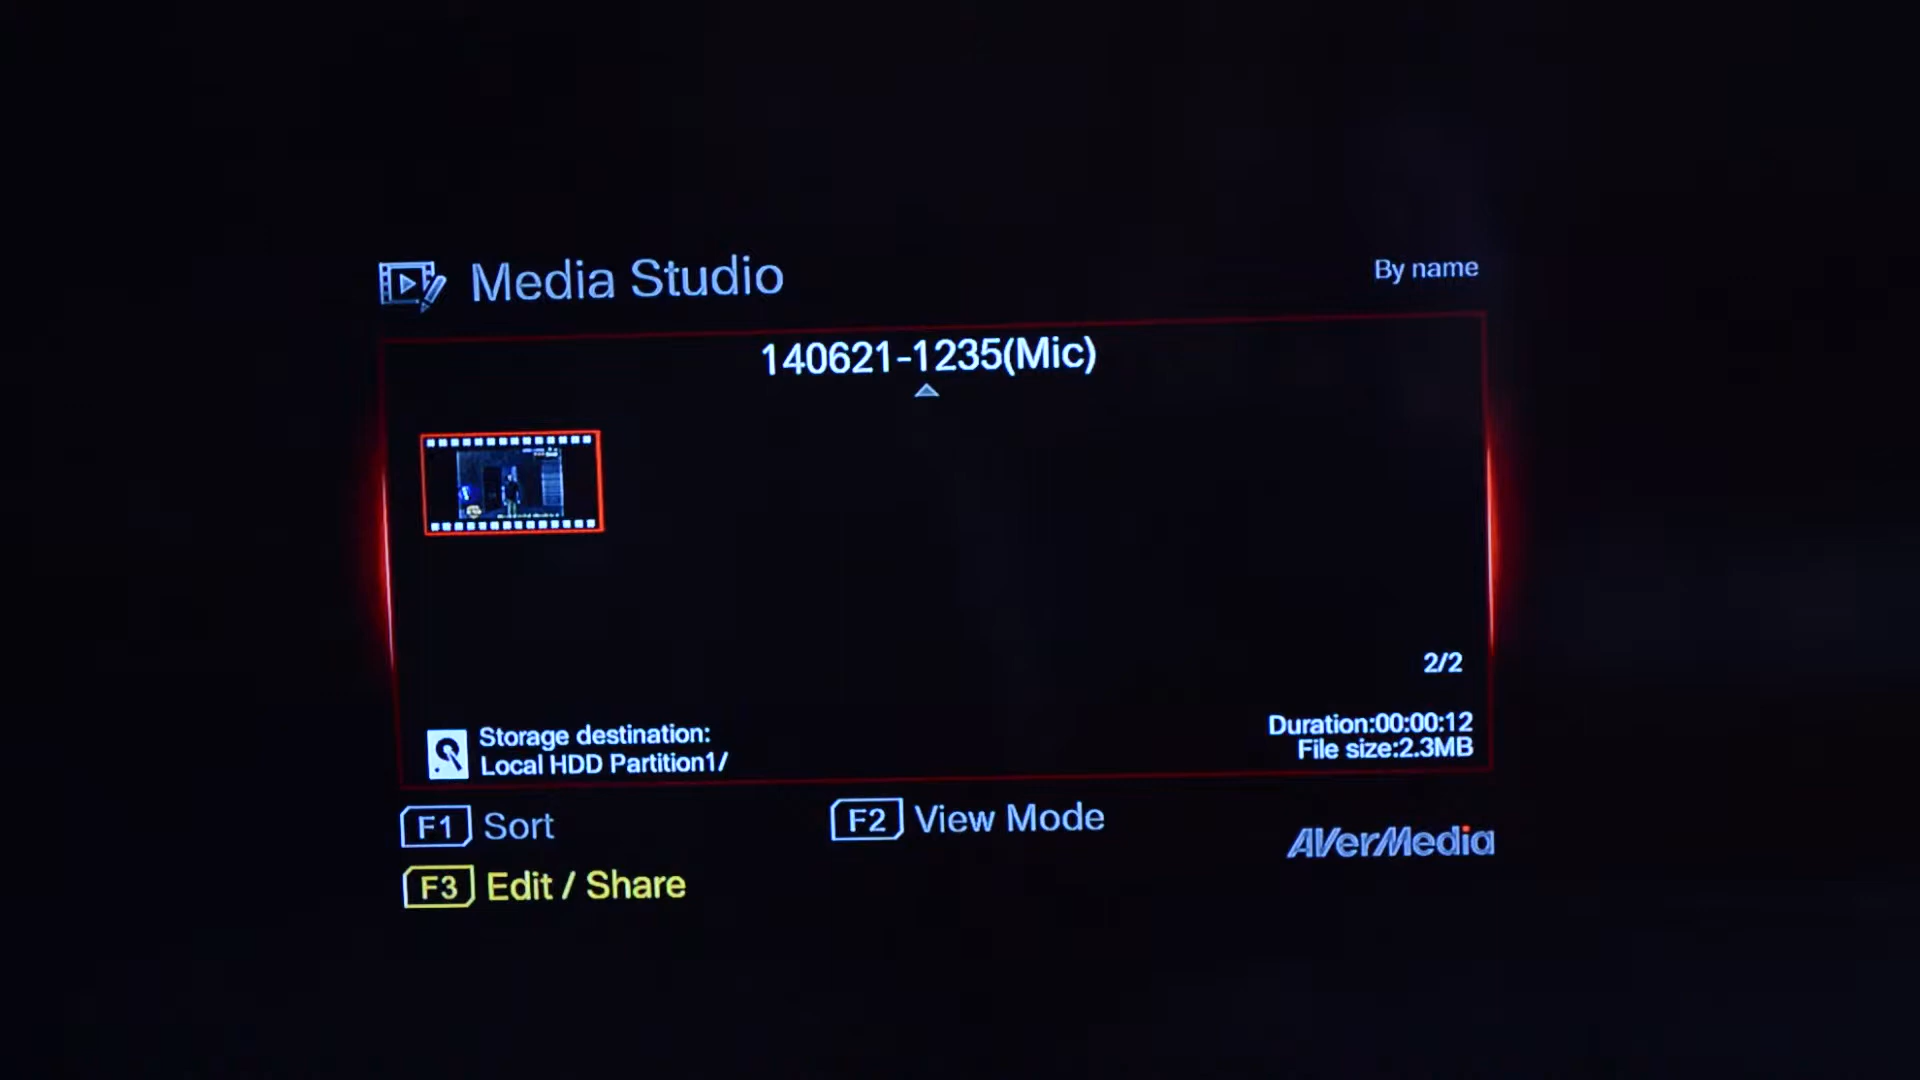 Media Studio
By name
140621-1235(Mic)
2/2
Storage destination:
Local HDD Partition1/
Duration:00:00:12
File size:2.3MB
F1 Sort
F2 View Mode
AVerMedia
F3 Edit / Share